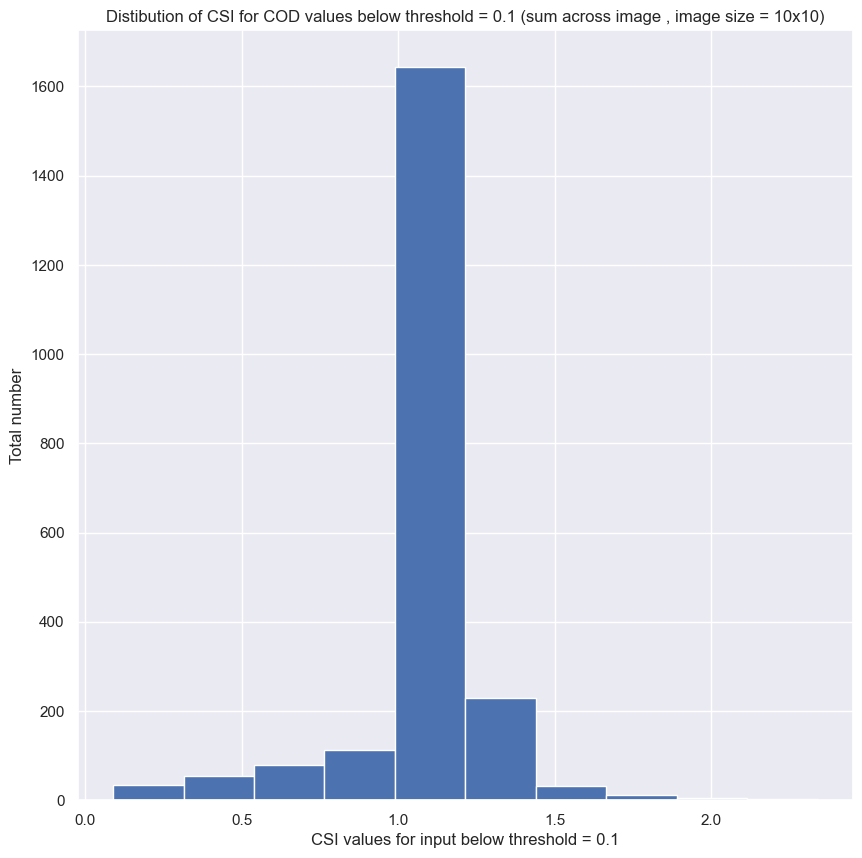 Distibution of CSI for COD values below threshold = 0.1 (sum across image , image size = 10x10)
1600
1400
1200
1000
800
600
400
200
0
Total number
0.0 0.5 1.0 1.5 2.0
CSI values for input below threshold = 0.1